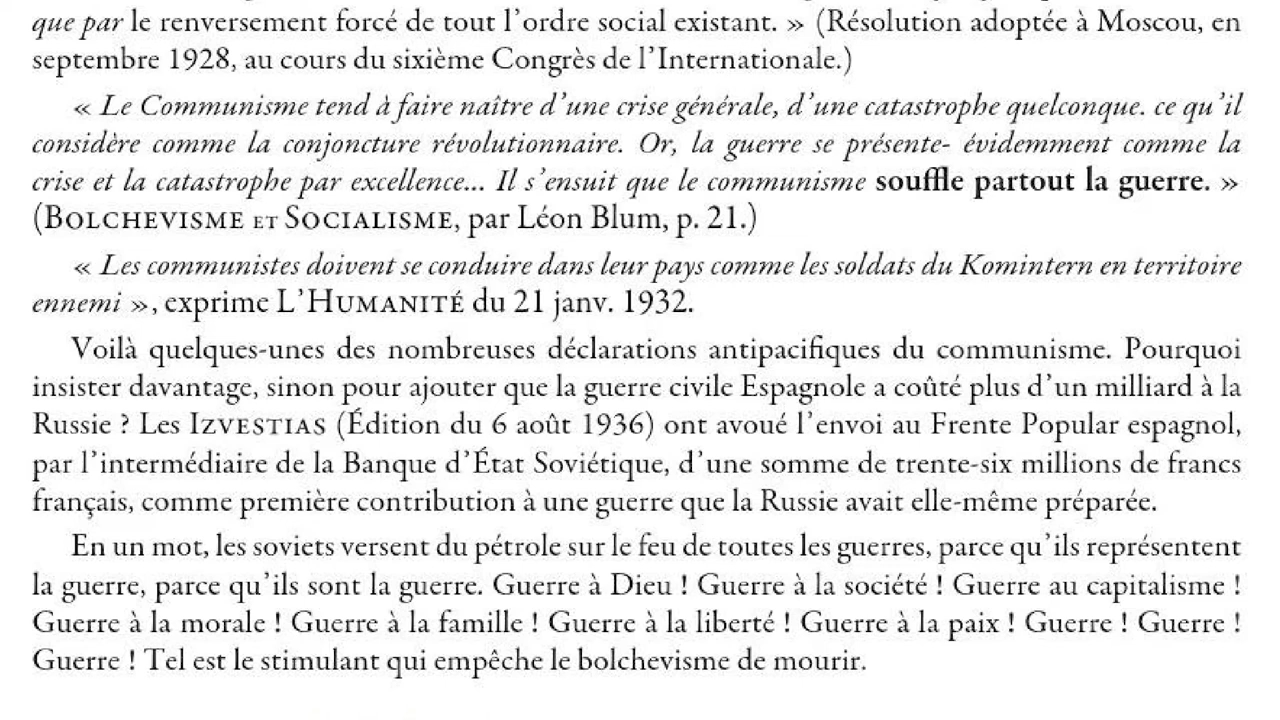 que par le renversement forcé de tout l'ordre social existant. » (Résolution adoptée à Moscou, en
septembre 1928, au cours du sixième Congrès de l'Internationale.)
« Le Communisme tend à faire naître d'une crise générale, d'une catastrophe quelconque. ce qu'il
considère comme la conjoncture révolutionnaire. Or, la guerre se présente- évidemment comme la
crise et la catastrophe par excellence... Il s'ensuit que le communisme souffle partout la guerre. »
(BOLCHEVISME ET SOCIALISME, par Léon Blum, p. 21.)
« Les communistes doivent se conduire dans leur pays comme les soldats du Komintern en territoire
ennemi », exprime L'HUMANITÉ du 21 janv. 1932.
Voilà quelques-unes des nombreuses déclarations antipacifiques du communisme. Pourquoi
insister davantage, sinon pour ajouter que la guerre civile Espagnole a coûté plus d'un milliard à la
Russie ? Les IZVESTIAS (Édition du 6 août 1936) ont avoué l'envoi au Frente Popular espagnol,
par l'intermédiaire de la Banque d'État Soviétique, d'une somme de trente-six millions de francs
français, comme première contribution à une guerre que la Russie avait elle-même préparée.
En un mot, les soviets versent du pétrole sur le feu de toutes les guerres, parce qu'ils représentent
la guerre, parce qu'ils sont la guerre. Guerre à Dieu ! Guerre à la société ! Guerre au capitalisme !
Guerre à la morale ! Guerre à la famille ! Guerre à la liberté ! Guerre à la paix ! Guerre ! Guerre !
Guerre ! Tel est le stimulant qui empêche le bolchevisme de mourir.